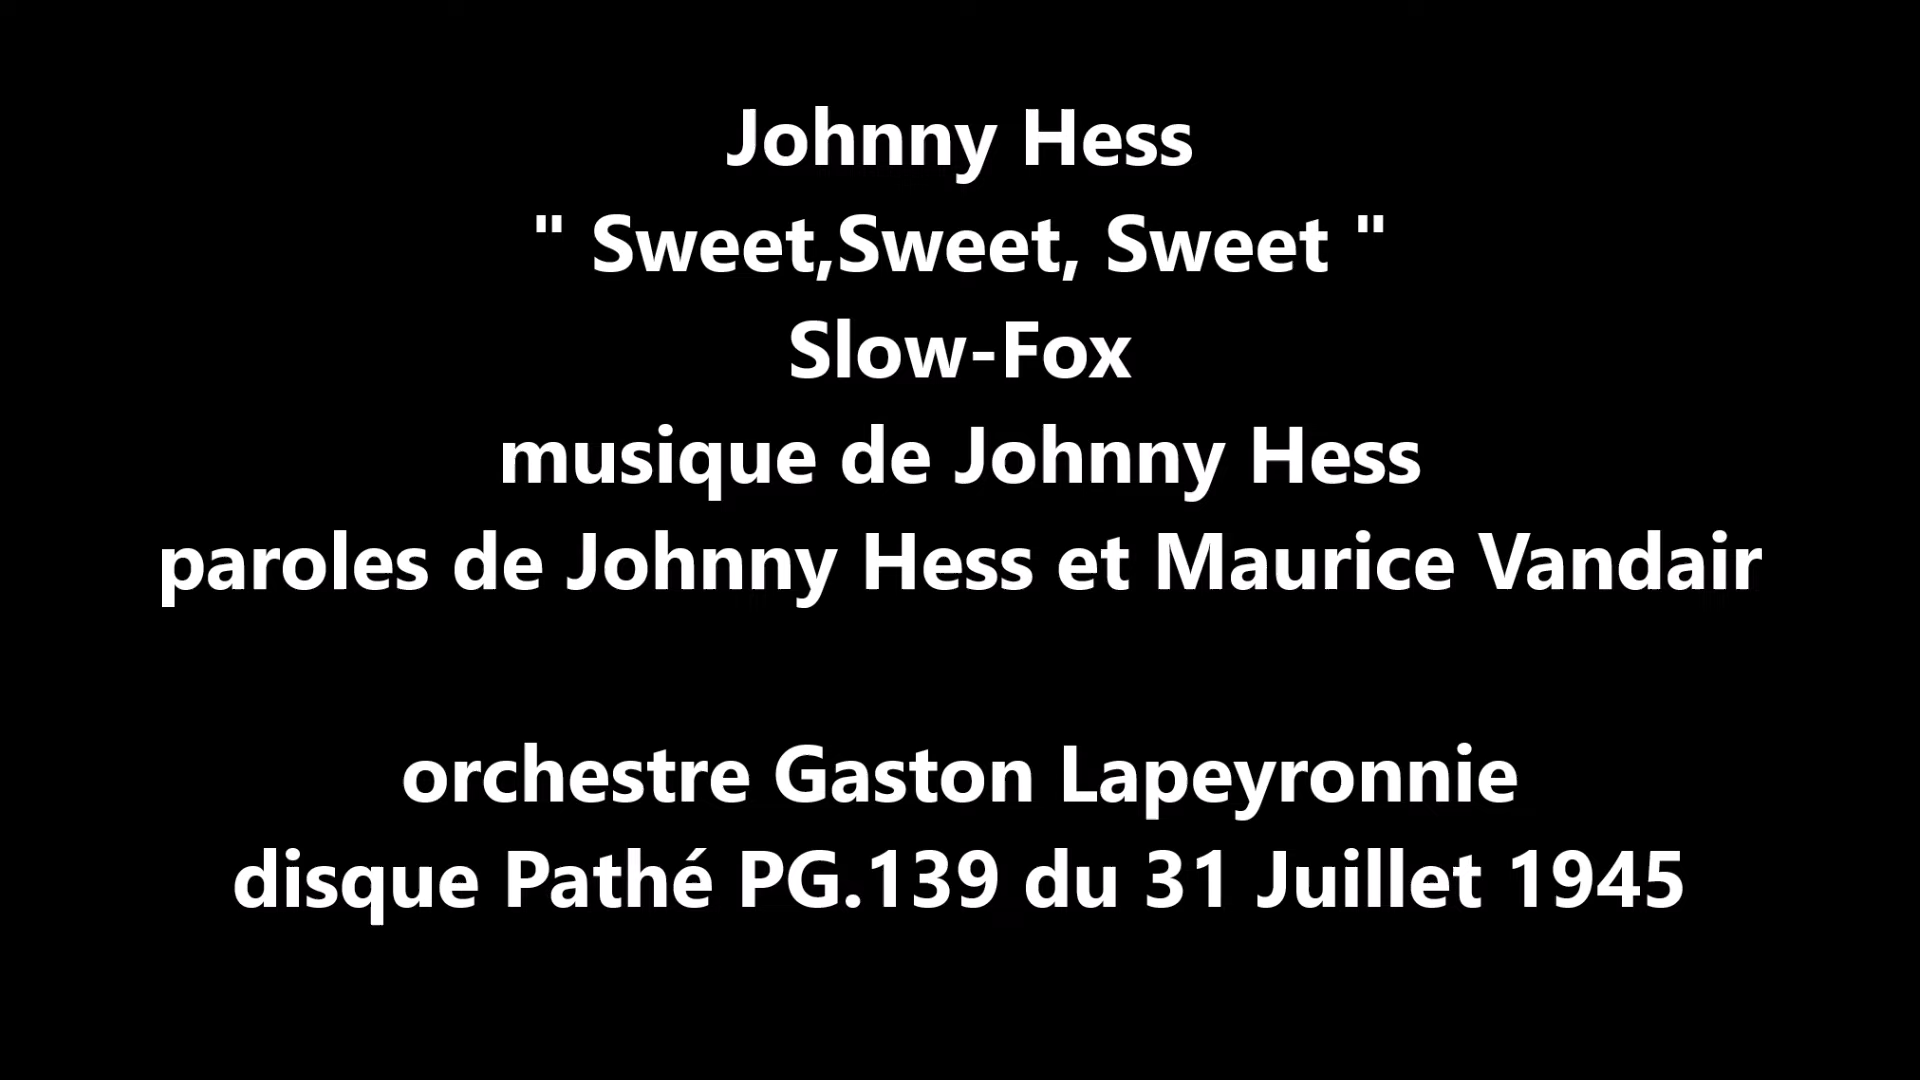 Johnny Hess
" Sweet,Sweet, Sweet "
Slow-Fox
musique de Johnny Hess
paroles de Johnny Hess et Maurice Vandair
orchestre Gaston Lapeyronnie
disque Pathé PG.139 du 31 Juillet 1945